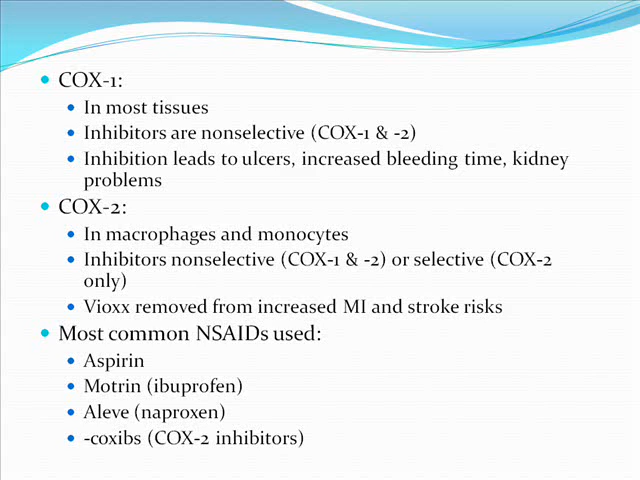 COX-1:
In most tissues
Inhibitors are nonselective (COX-1 & -2)
Inhibition leads to ulcers, increased bleeding time, kidney
problems
COX-2:
In macrophages and monocytes
Inhibitors nonselective (COX-1 & -2) or selective (COX-2
only)
Vioxx removed from increased MI and stroke risks
Most common NSAIDs used:
Aspirin
Motrin (ibuprofen)
Aleve (naproxen)
-coxibs (COX-2 inhibitors)